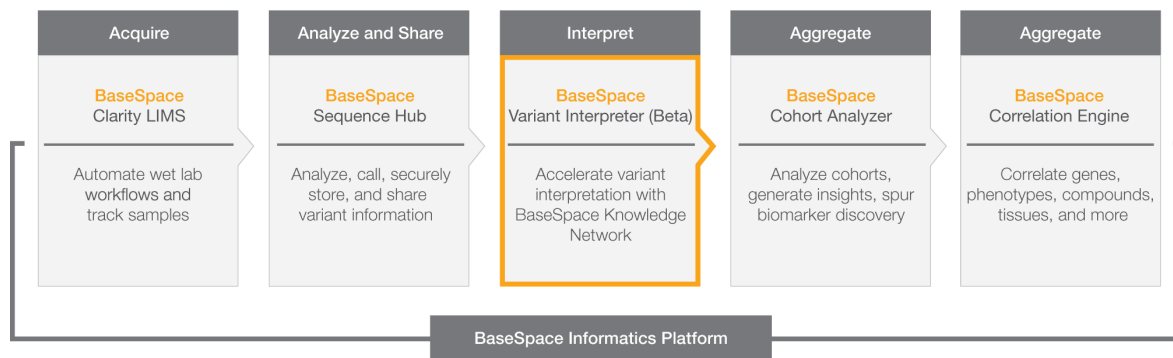 Acquire
BaseSpace
Clarity LIMS
Automate wet lab
workflows and
track samples
Analyze and Share
BaseSpace
Sequence Hub
Analyze, call, securely
store, and share
variant information
Interpret
BaseSpace
Variant Interpreter (Beta)
Accelerate variant
interpretation with
BaseSpace Knowledge
Network
Aggregate
BaseSpace
Cohort Analyzer
Analyze cohorts,
generate insights, spur
biomarker discovery
Aggregate
BaseSpace
Correlation Engine
Correlate genes,
phenotypes, compounds,
tissues, and more
BaseSpace Informatics Platform